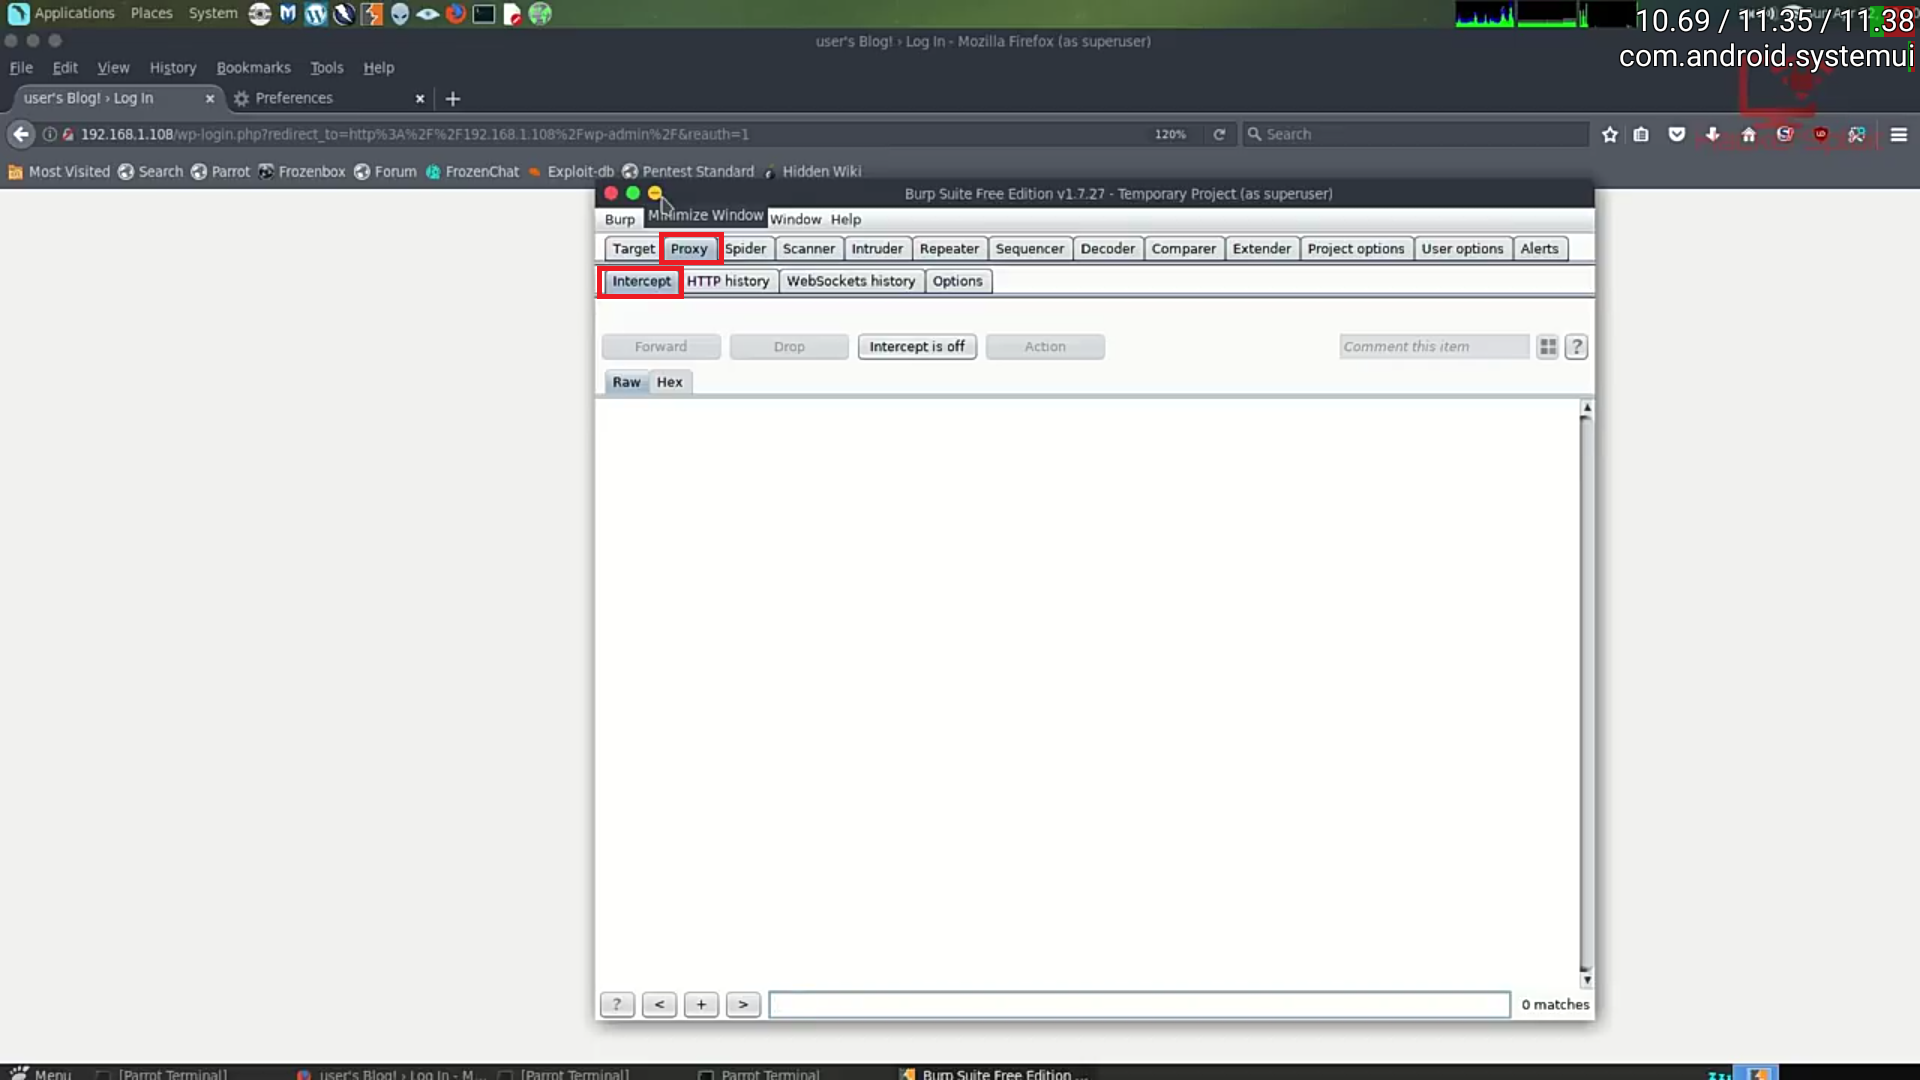 Applications Places System
10.69 / 11.35 / 11.38
com.android.systemui
user's Blog! › Log In - Mozilla Firefox (as superuser)
File Edit View History Bookmarks Tools Help
user's Blog! › Log In Preferences
192.168.1.108/wp-login.php?redirect_to=http%3A%2F%2F192.168.1.108%2Fwp-admin%2F&reauth=1 120% Search
Most Visited Search Parrot Frozenbox Forum FrozenChat Exploit-db Pentest Standard Hidden Wiki
Burp Suite Free Edition v1.7.27 - Temporary Project (as superuser)
Burp Minimize Window Window Help
Target Proxy Spider Scanner Intruder Repeater Sequencer Decoder Comparer Extender Project options User options Alerts
Intercept HTTP history WebSockets history Options
Forward Drop Intercept is off Action Comment this item ?
Raw Hex
? < + > 0 matches
Menu [Parrot Terminal] user's Blog! › Log In - M... [Parrot Terminal] Parrot Terminal Burp Suite Free Edition ...